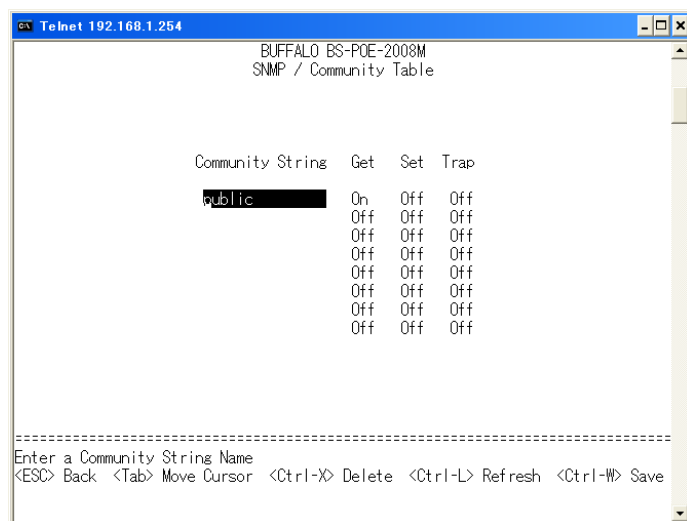 Telnet 192.168.1.254
BUFFALO BS-POE-2008M
SNMP / Community Table
Community String Get Set Trap
public On Off Off
Off Off Off
Off Off Off
Off Off Off
Off Off Off
Off Off Off
Off Off Off
Off Off Off
Enter a Community String Name
<ESC> Back <Tab> Move Cursor <Ctrl-X> Delete <Ctrl-L> Refresh <Ctrl-W> Save